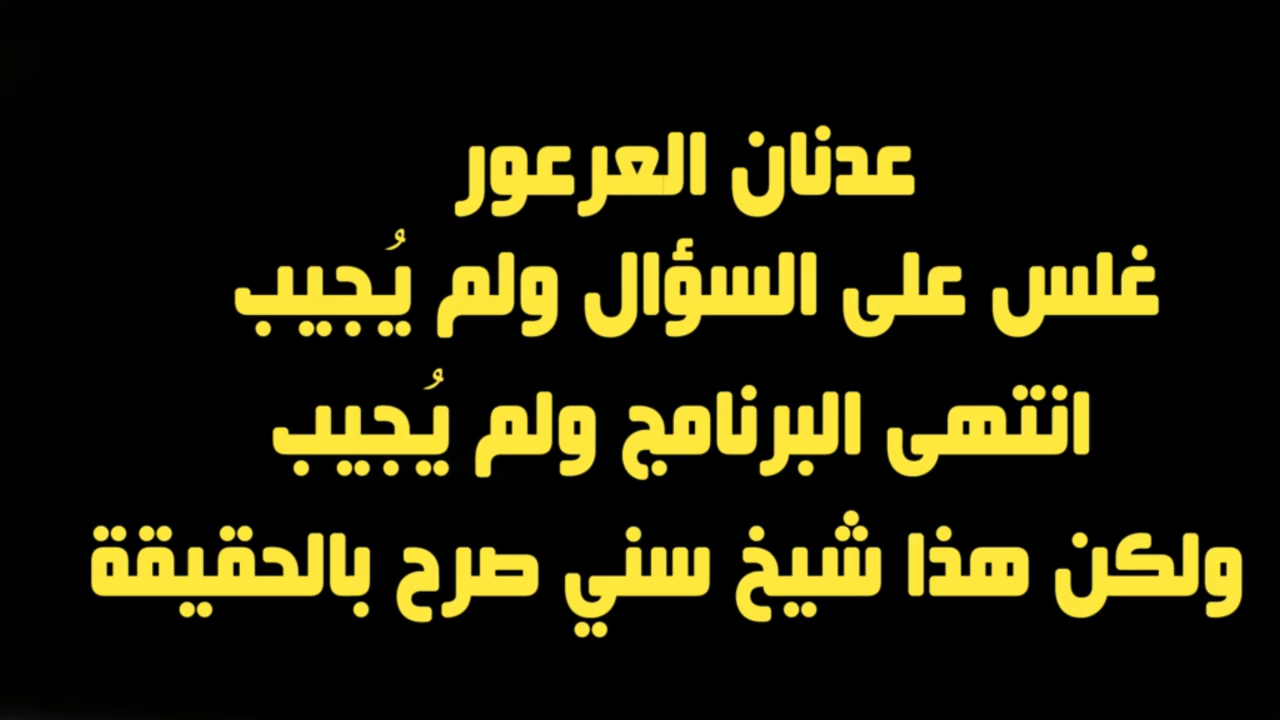 عدنان العرعور
غلس على السؤال ولم يُجيب
انتهى البرنامج ولم يُجيب
ولكن هذا شيخ سني صرح بالحقيقة